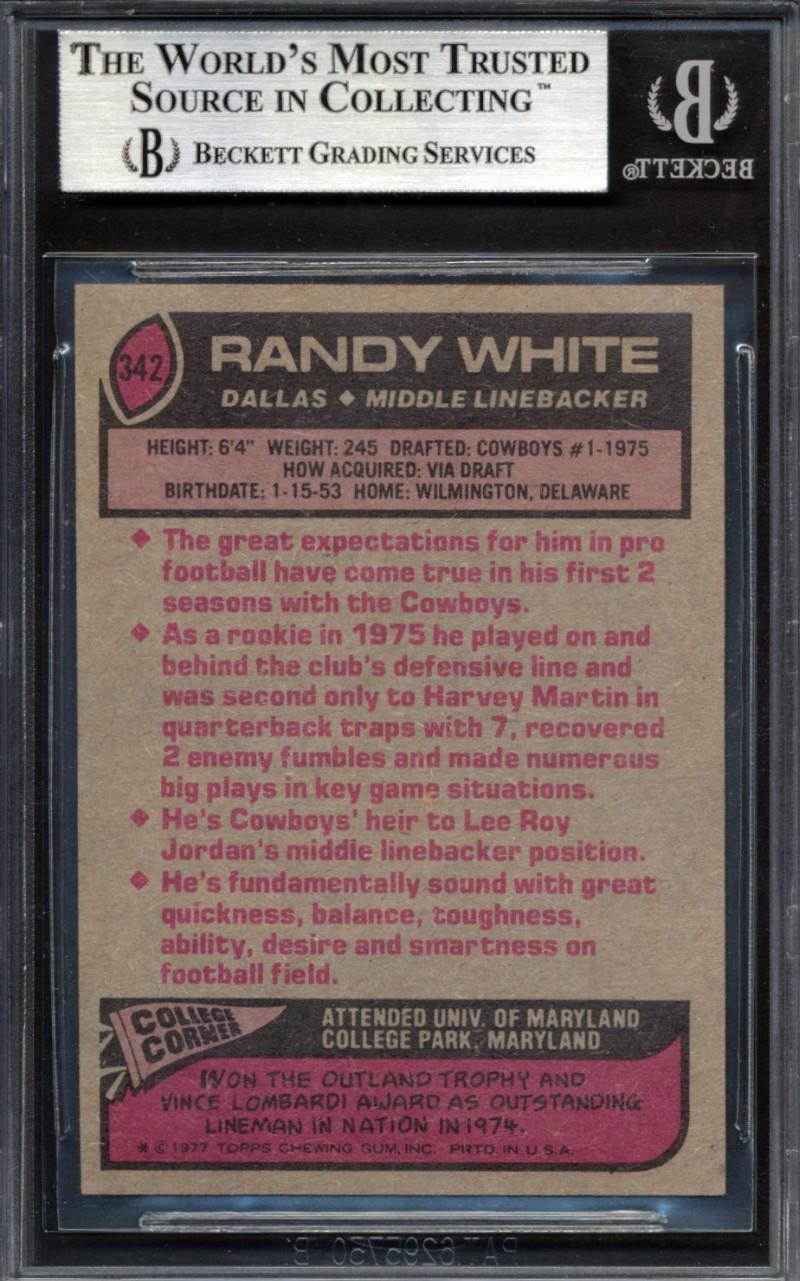 THE WORLD'S MOST TRUSTED
SOURCE IN COLLECTING™
B BECKETT GRADING SERVICES
B
BECKETT®
342
RANDY WHITE
DALLAS ◆ MIDDLE LINEBACKER
HEIGHT: 6'4" WEIGHT: 245 DRAFTED: COWBOYS #1-1975
HOW ACQUIRED: VIA DRAFT
BIRTHDATE: 1-15-53 HOME: WILMINGTON, DELAWARE
◆ The great expectations for him in pro
football have come true in his first 2
seasons with the Cowboys.
◆ As a rookie in 1975 he played on and
behind the club's defensive line and
was second only to Harvey Martin in
quarterback traps with 7, recovered
2 enemy fumbles and made numerous
big plays in key game situations.
◆ He's Cowboys' heir to Lee Roy
Jordan's middle linebacker position.
◆ He's fundamentally sound with great
quickness, balance, toughness,
ability, desire and smartness on
football field.
COLLEGE
CORNER
ATTENDED UNIV. OF MARYLAND
COLLEGE PARK, MARYLAND
WON THE OUTLAND TROPHY AND
VINCE LOMBARDI AWARD AS OUTSTANDING
LINEMAN IN NATION IN 1974.
* © 1977 TOPPS CHEWING GUM, INC. PRTD. IN U.S.A.
PAT 6295750 B1